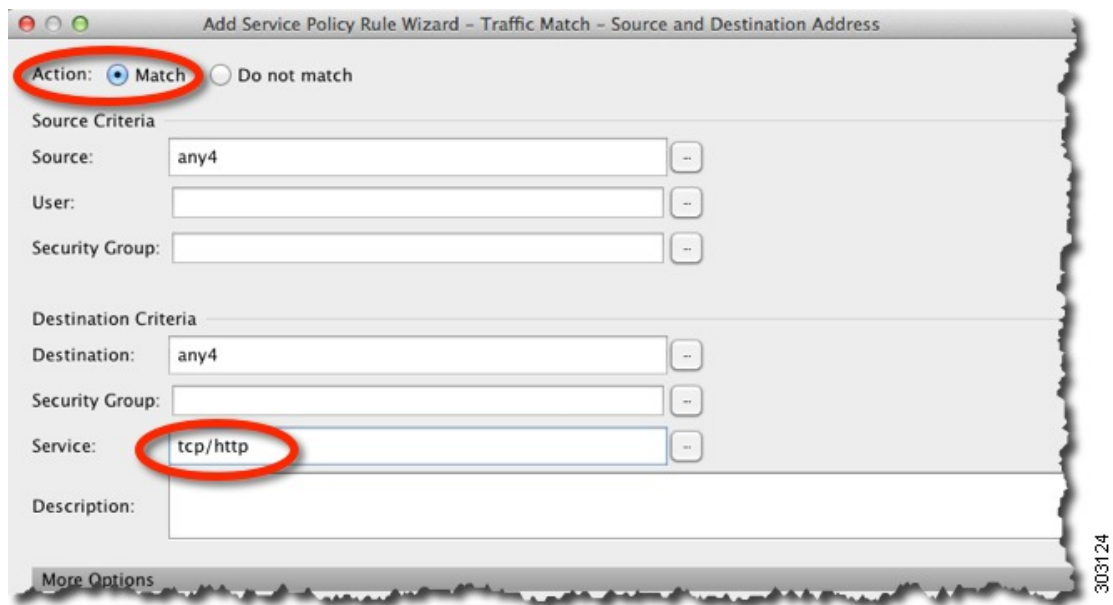 Add Service Policy Rule Wizard – Traffic Match – Source and Destination Address
Action: Match Do not match
Source Criteria
Source: any4 ...
User: ...
Security Group: ...
Destination Criteria
Destination: any4 ...
Security Group: ...
Service: tcp/http ...
Description:
More Options
303124